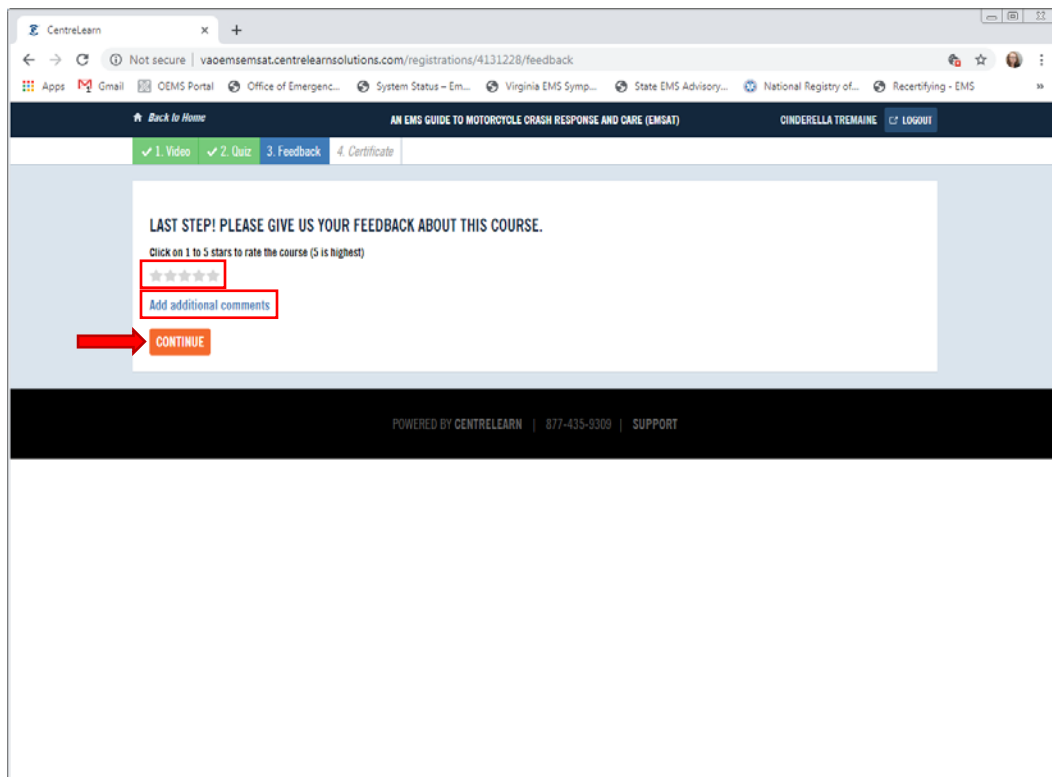 CentreLearn
Not secure | vaoemsemsat.centrelearnsolutions.com/registrations/4131228/feedback
Apps Gmail OEMS Portal Office of Emergenc... System Status – Em... Virginia EMS Symp... State EMS Advisory... National Registry of... Recertifying - EMS »
Back to Home AN EMS GUIDE TO MOTORCYCLE CRASH RESPONSE AND CARE (EMSAT) CINDERELLA TREMAINE LOGOUT
1. Video 2. Quiz 3. Feedback 4. Certificate
LAST STEP! PLEASE GIVE US YOUR FEEDBACK ABOUT THIS COURSE.
Click on 1 to 5 stars to rate the course (5 is highest)
Add additional comments
CONTINUE
POWERED BY CENTRELEARN | 877-435-9309 | SUPPORT